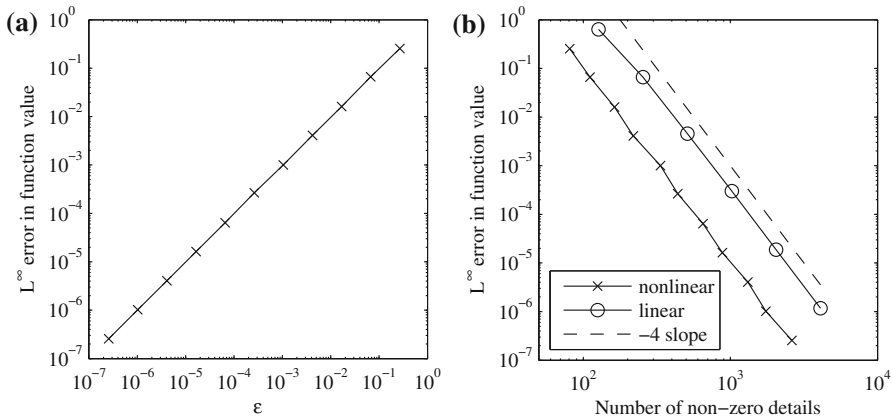 (a)
L∞ error in function value
10^0
10^−1
10^−2
10^−3
10^−4
10^−5
10^−6
10^−7
10^−7 10^−6 10^−5 10^−4 10^−3 10^−2 10^−1 10^0
ε
(b)
L∞ error in function value
10^0
10^−1
10^−2
10^−3
10^−4
10^−5
10^−6
10^−7
nonlinear
linear
−4 slope
10^2 10^3 10^4
Number of non−zero details